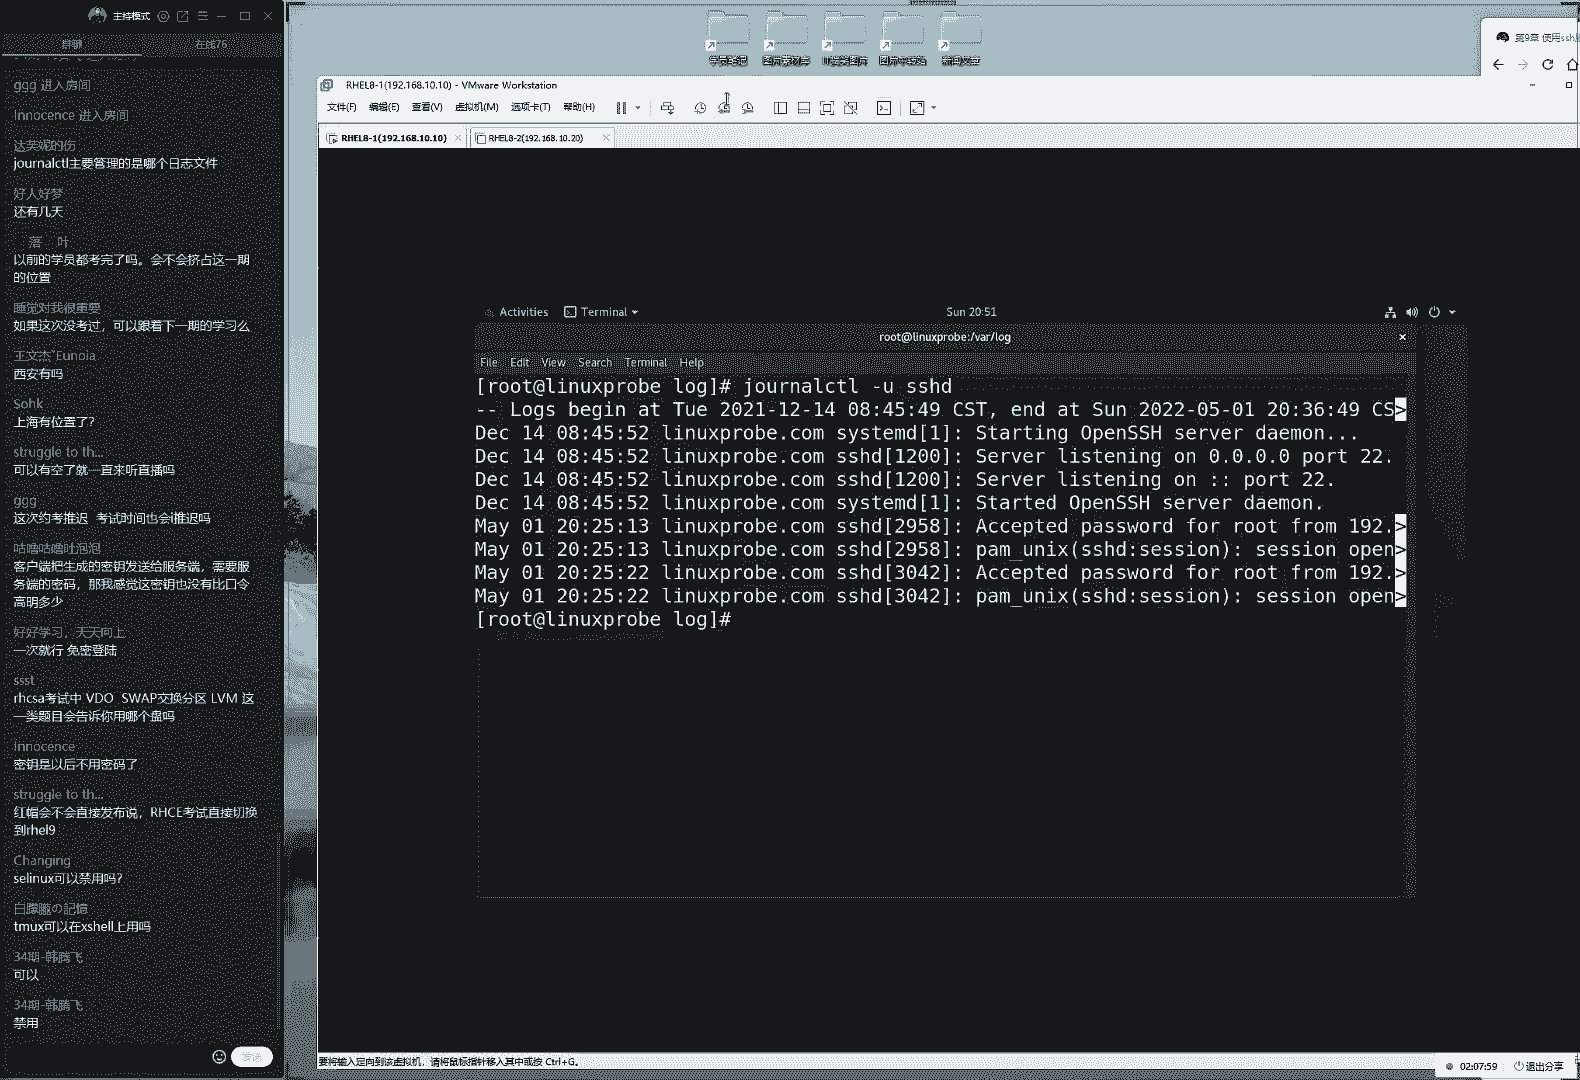 主持模式
群聊
在线76
ggg 进入房间
Innocence 进入房间
达芙妮的伤
journalctl主要管理的是哪个日志文件
好人好梦
还有几天
落 叶
以前的学员都考完了吗。会不会挤占这一期
的位置
睡觉对我很重要
如果这次没考过，可以跟着下一期的学习么
王文杰~Eunoia
西安有吗
Sohk
上海有位置了？
struggle to th...
可以有空了就一直来听直播吗
ggg
这次约考推迟 考试时间也会推迟吗
咕噜咕噜吐泡泡
客户端把生成的密钥发送给服务端，需要服
务端的密码，那我感觉这密钥也没有比口令
高明多少
好好学习，天天向上
一次就行 免密登陆
ssst
rhcsa考试中 VDO SWAP交换分区 LVM 这
一类题目会告诉你用哪个盘吗
Innocence
密钥是以后不用密码了
struggle to th...
红帽会不会直接发布说，RHCE考试直接切换
到rhel9
Changing
selinux可以禁用吗？
白朦朧の記憶
tmux可以在xshell上用吗
34期-韩腾飞
可以
34期-韩腾飞
禁用
发送
第9章 使用ssh
RHEL8-1(192.168.10.10) - VMware Workstation
文件(F) 编辑(E) 查看(V) 虚拟机(M) 选项卡(T) 帮助(H)
RHEL8-1(192.168.10.10)
RHEL8-2(192.168.10.20)
Activities
Terminal
Sun 20:51
root@linuxprobe:/var/log
File Edit View Search Terminal Help
[root@linuxprobe log]# journalctl -u sshd
-- Logs begin at Tue 2021-12-14 08:45:49 CST, end at Sun 2022-05-01 20:36:49 CS>
Dec 14 08:45:52 linuxprobe.com systemd[1]: Starting OpenSSH server daemon...
Dec 14 08:45:52 linuxprobe.com sshd[1200]: Server listening on 0.0.0.0 port 22.
Dec 14 08:45:52 linuxprobe.com sshd[1200]: Server listening on :: port 22.
Dec 14 08:45:52 linuxprobe.com systemd[1]: Started OpenSSH server daemon.
May 01 20:25:13 linuxprobe.com sshd[2958]: Accepted password for root from 192.>
May 01 20:25:13 linuxprobe.com sshd[2958]: pam_unix(sshd:session): session open>
May 01 20:25:22 linuxprobe.com sshd[3042]: Accepted password for root from 192.>
May 01 20:25:22 linuxprobe.com sshd[3042]: pam_unix(sshd:session): session open>
[root@linuxprobe log]#
要将输入定向到该虚拟机，请将鼠标指针移入其中或按 Ctrl+G。
02:07:59
退出分享